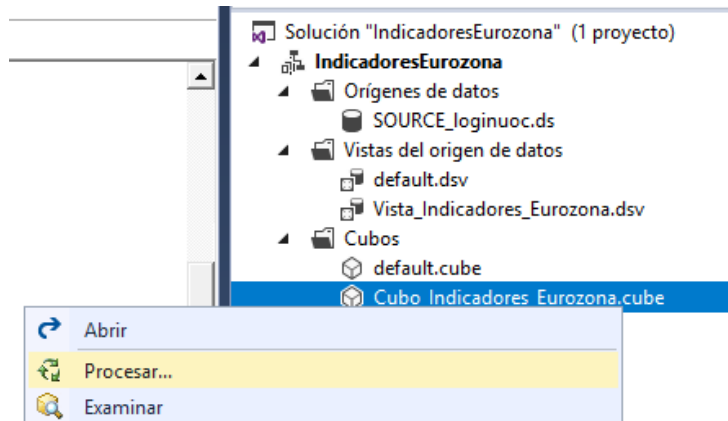 Solución "IndicadoresEurozona" (1 proyecto)
IndicadoresEurozona
Orígenes de datos
SOURCE_loginuoc.ds
Vistas del origen de datos
default.dsv
Vista_Indicadores_Eurozona.dsv
Cubos
default.cube
Cubo_Indicadores_Eurozona.cube
Abrir
Procesar...
Examinar